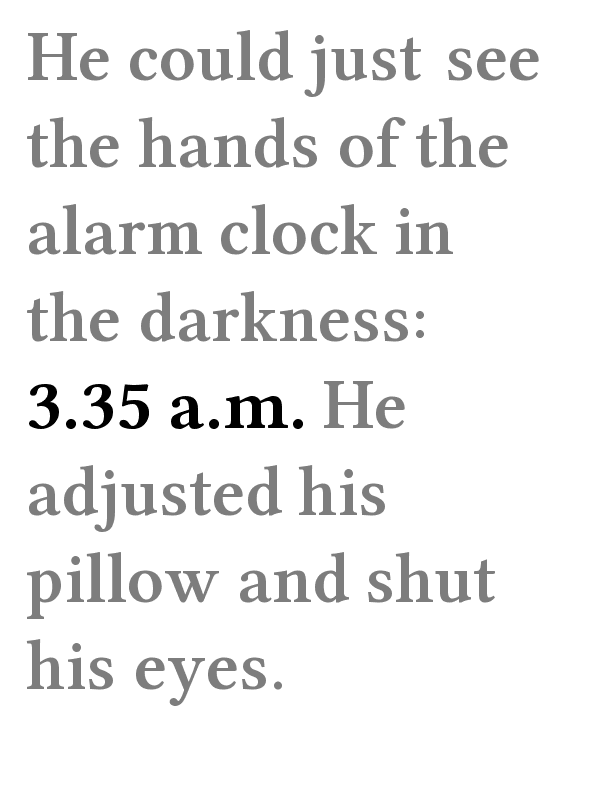 He could just see
the hands of the
alarm clock in
the darkness:
3.35 a.m. He
adjusted his
pillow and shut
his eyes.